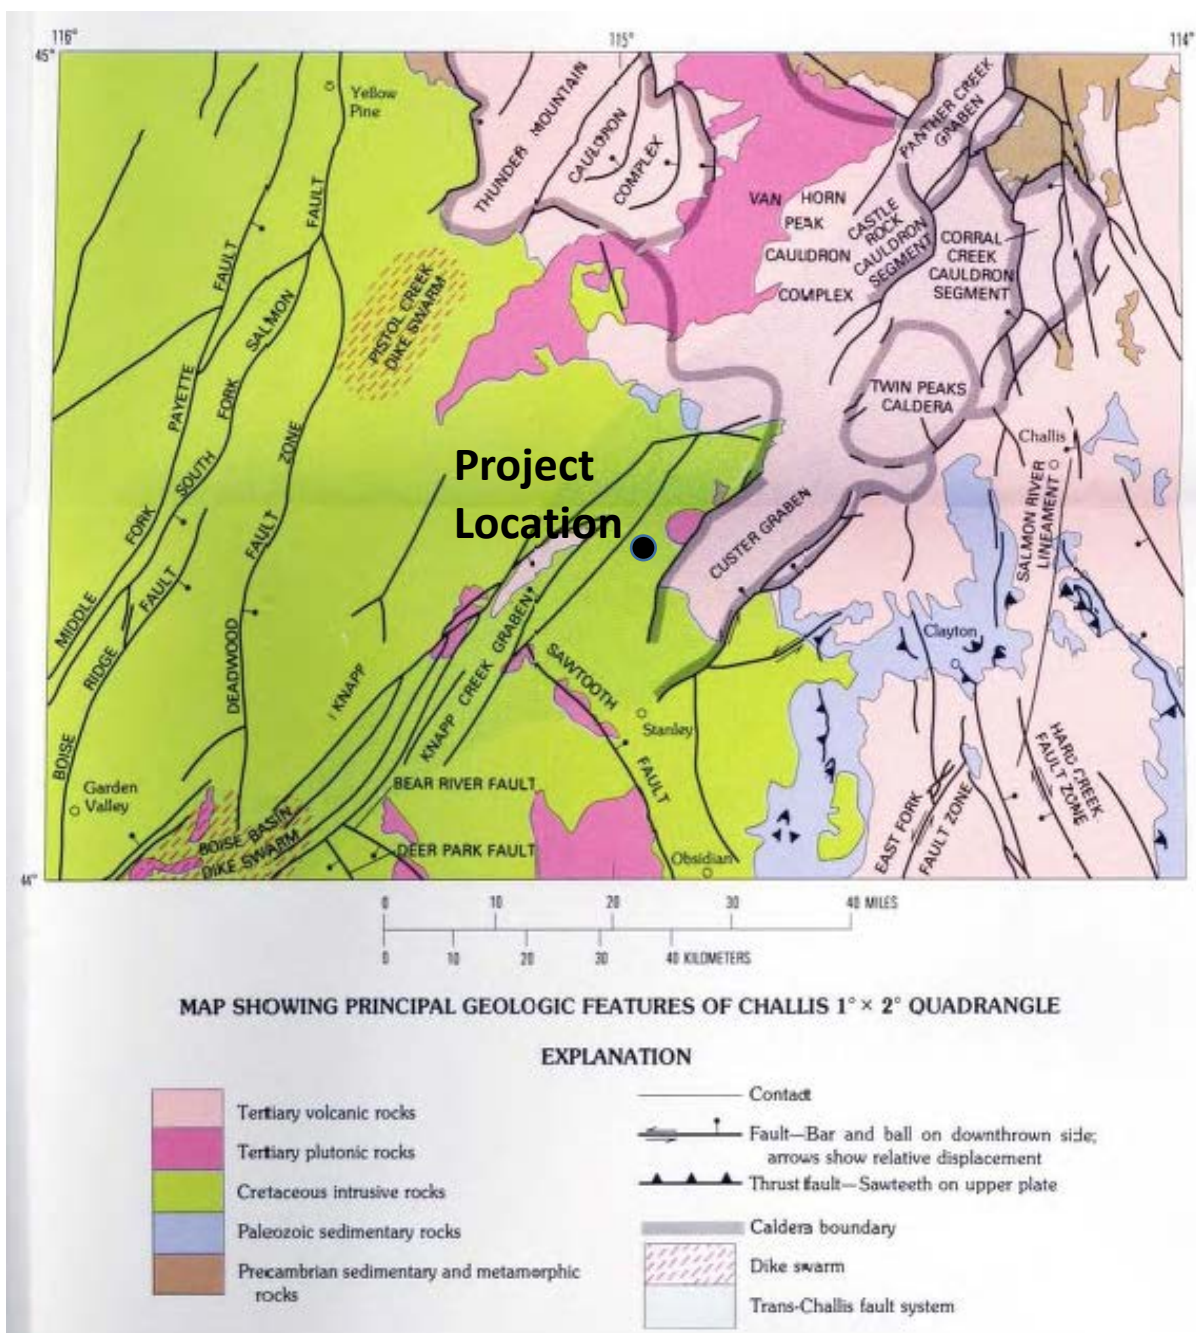 116°
115°
114°
45°
Yellow
Pine
THUNDER MOUNTAIN
CAULDRON
COMPLEX
PANTHER CREEK
GRABEN
VAN HORN
PEAK
CAULDRON
COMPLEX
CASTLE
ROCK
CAULDRON
SEGMENT
CORRAL
CREEK
CAULDRON
SEGMENT
FAULT
FAULT
SALMON
PISTOL CREEK
DIKE SWARM
TWIN PEAKS
CALDERA
PAYETTE
FORK
SOUTH
ZONE
Challis
Project
Location
SALMON RIVER
LINEAMENT
FORK
FAULT
FAULT
CUSTER GRABEN
MIDDLE
RIDGE
DEADWOOD
Clayton
KNAPP
KNAPP CREEK GRABEN
SAWTOOTH
Stanley
BOISE
FAULT
HARD CREEK
FAULT ZONE
Garden
Valley
BEAR RIVER FAULT
BOISE BASIN
DIKE SWARM
DEER PARK FAULT
EAST FORK
FAULT ZONE
Obsidian
44°
0 10 20 30 40 MILES
0 10 20 30 40 KILOMETERS
MAP SHOWING PRINCIPAL GEOLOGIC FEATURES OF CHALLIS 1° × 2° QUADRANGLE
EXPLANATION
Tertiary volcanic rocks
Tertiary plutonic rocks
Cretaceous intrusive rocks
Paleozoic sedimentary rocks
Precambrian sedimentary and metamorphic
rocks
Contact
Fault—Bar and ball on downthrown side;
arrows show relative displacement
Thrust fault—Sawteeth on upper plate
Caldera boundary
Dike swarm
Trans-Challis fault system